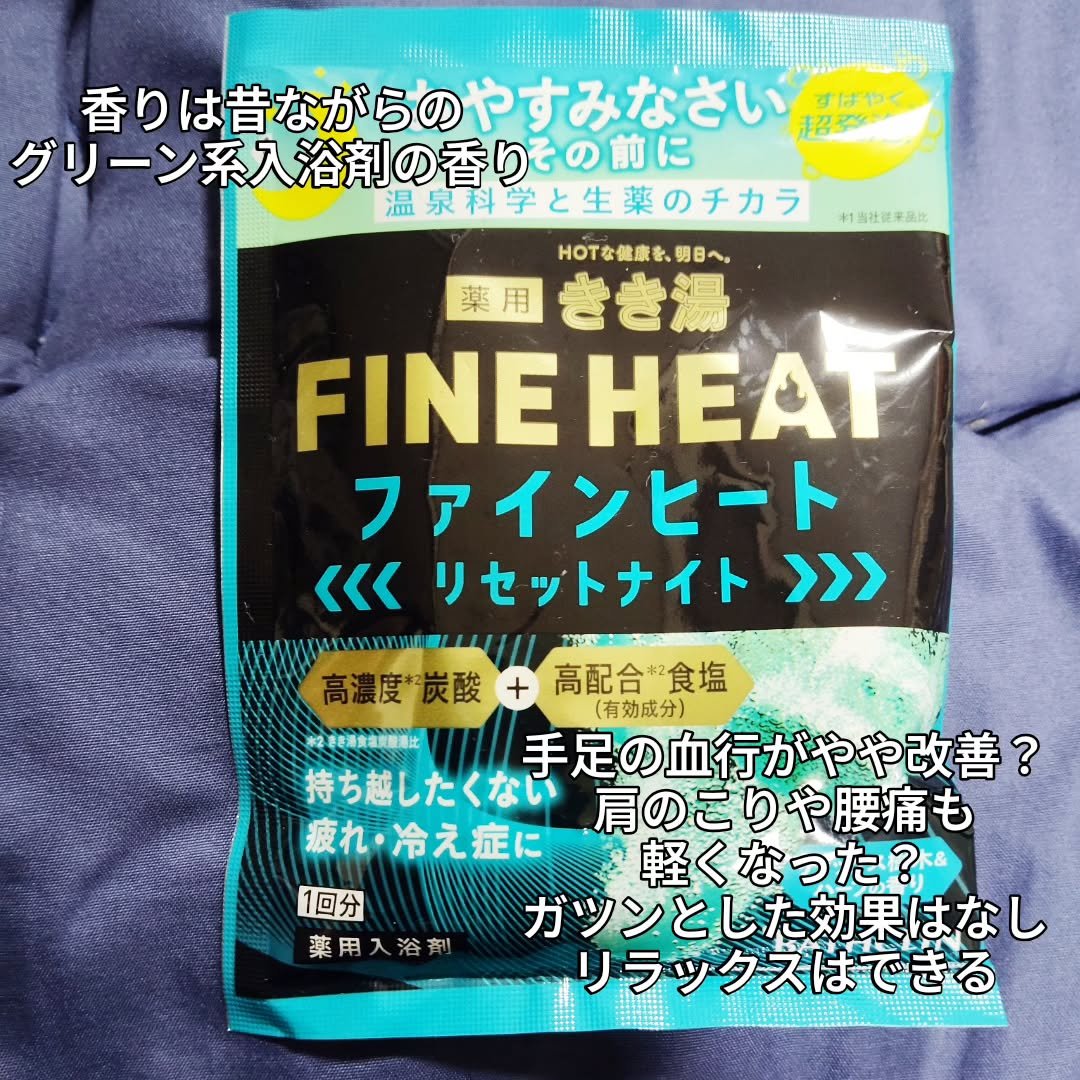 香りは昔ながらの
グリーン系入浴剤の香り
やすみなさい
その前に
すばやく
温泉科学と生薬のチカラ
*1当社従来品比
HOTな健康を、明日へ。
薬用 きき湯
FINE HEAT
ファインヒート
リセットナイト
高濃度*2炭酸 + 高配合*2食塩
(有効成分)
*2 きき湯食塩炭酸湯比
持ち越したくない
疲れ・冷え症に
1回分
薬用入浴剤
手足の血行がやや改善?
肩のこりや腰痛も
軽くなった?
ガツンとした効果はなし
リラックスはできる